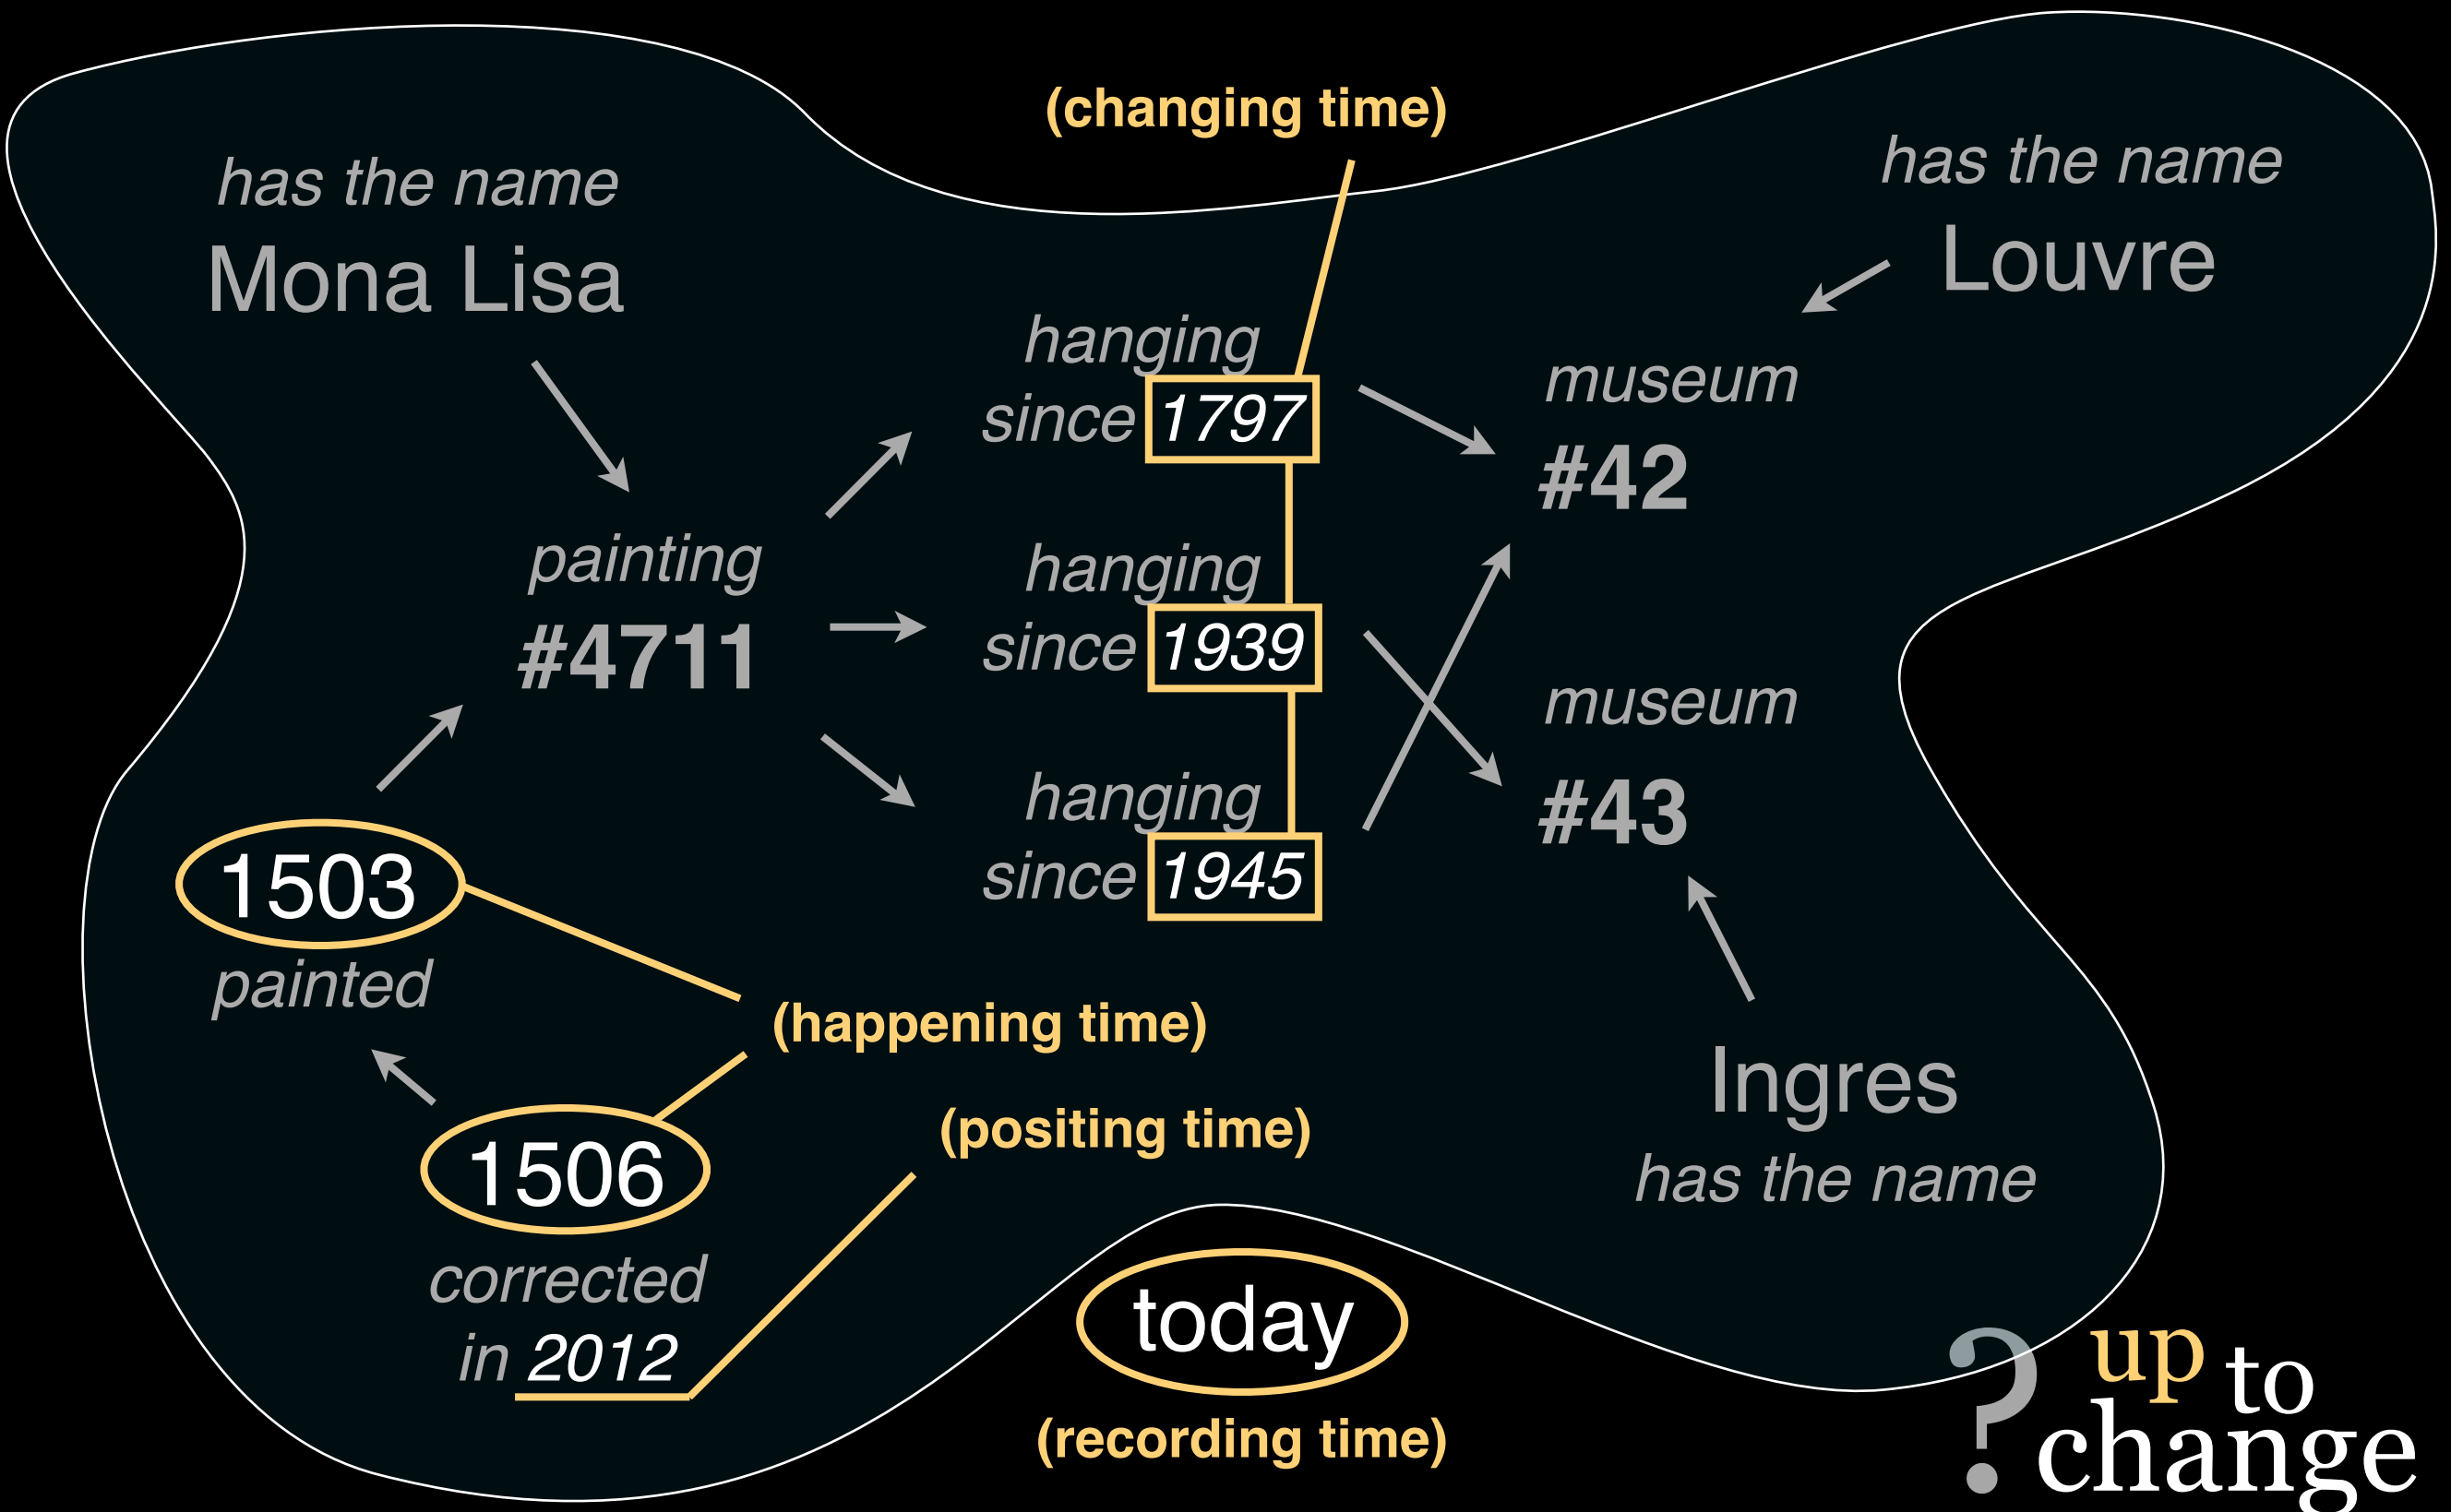 (changing time)
has the name
Mona Lisa
has the name
Louvre
hanging
since 1797
museum
#42
painting
#4711
hanging
since 1939
museum
#43
hanging
since 1945
1503
painted
(happening time)
1506
corrected
in 2012
(positing time)
Ingres
has the name
today
(recording time)
? up to
change